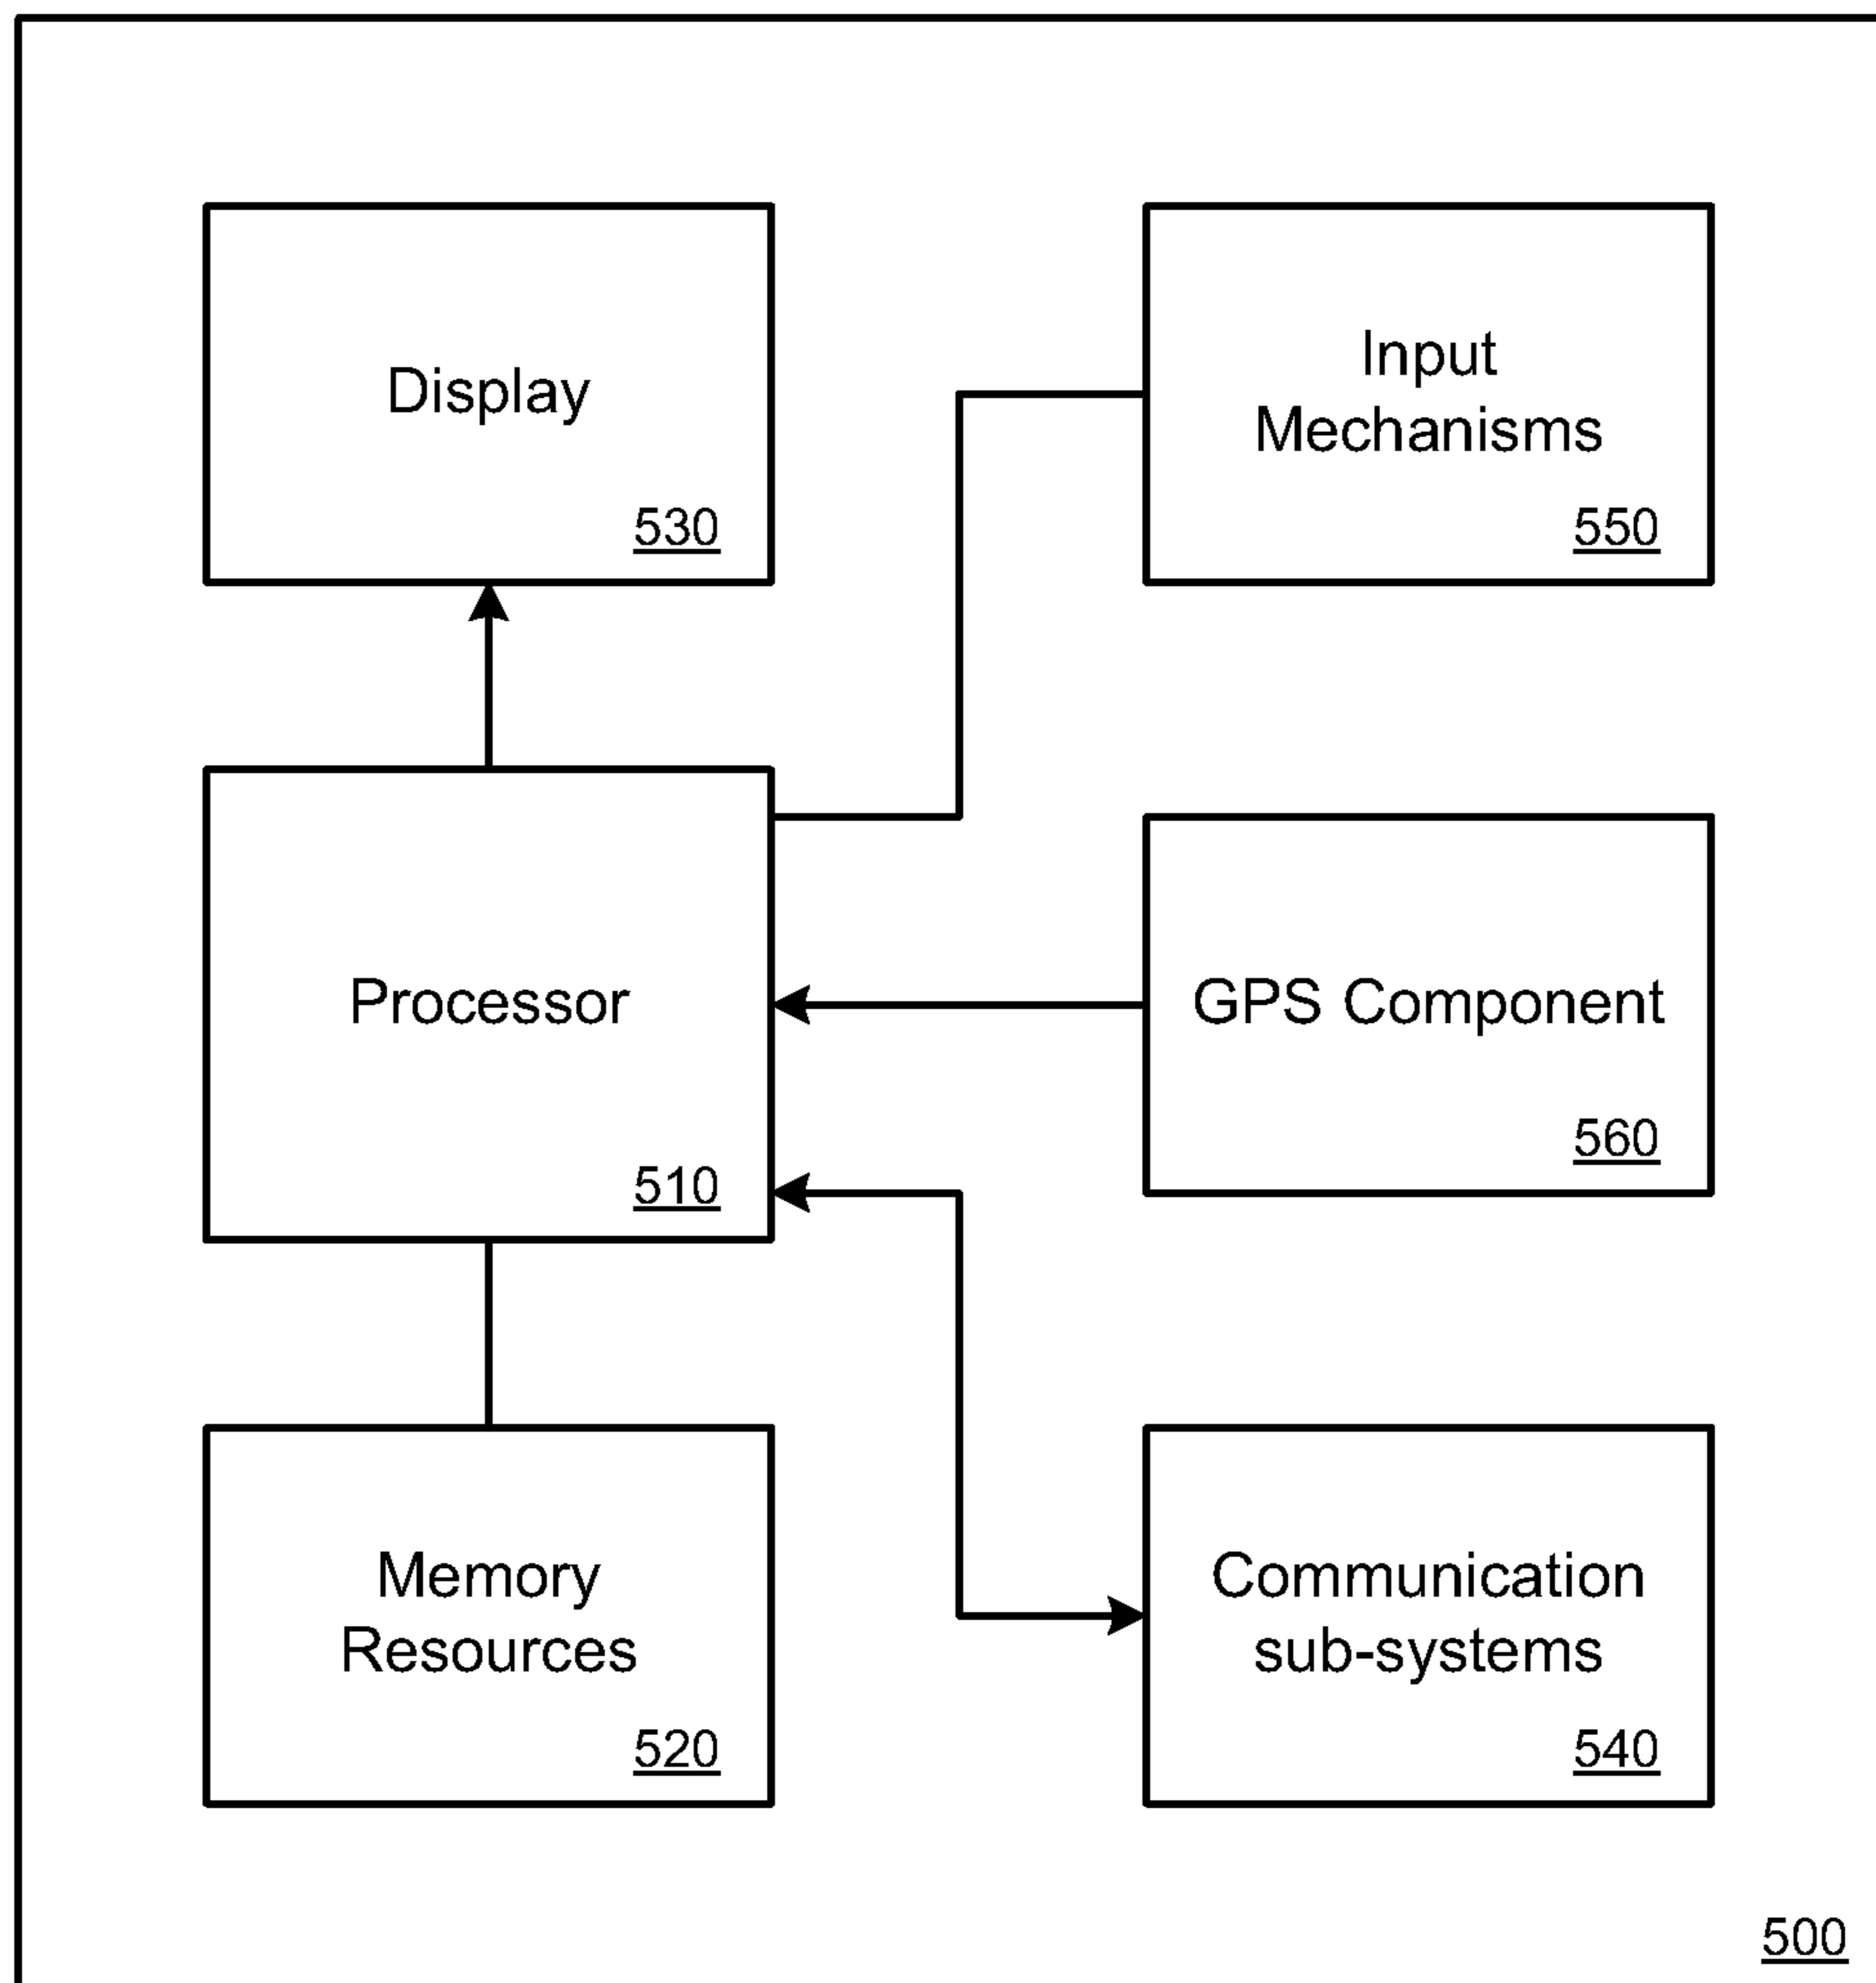 Display
530
Input
Mechanisms
550
Processor
510
GPS Component
560
Memory
Resources
520
Communication
sub-systems
540
500